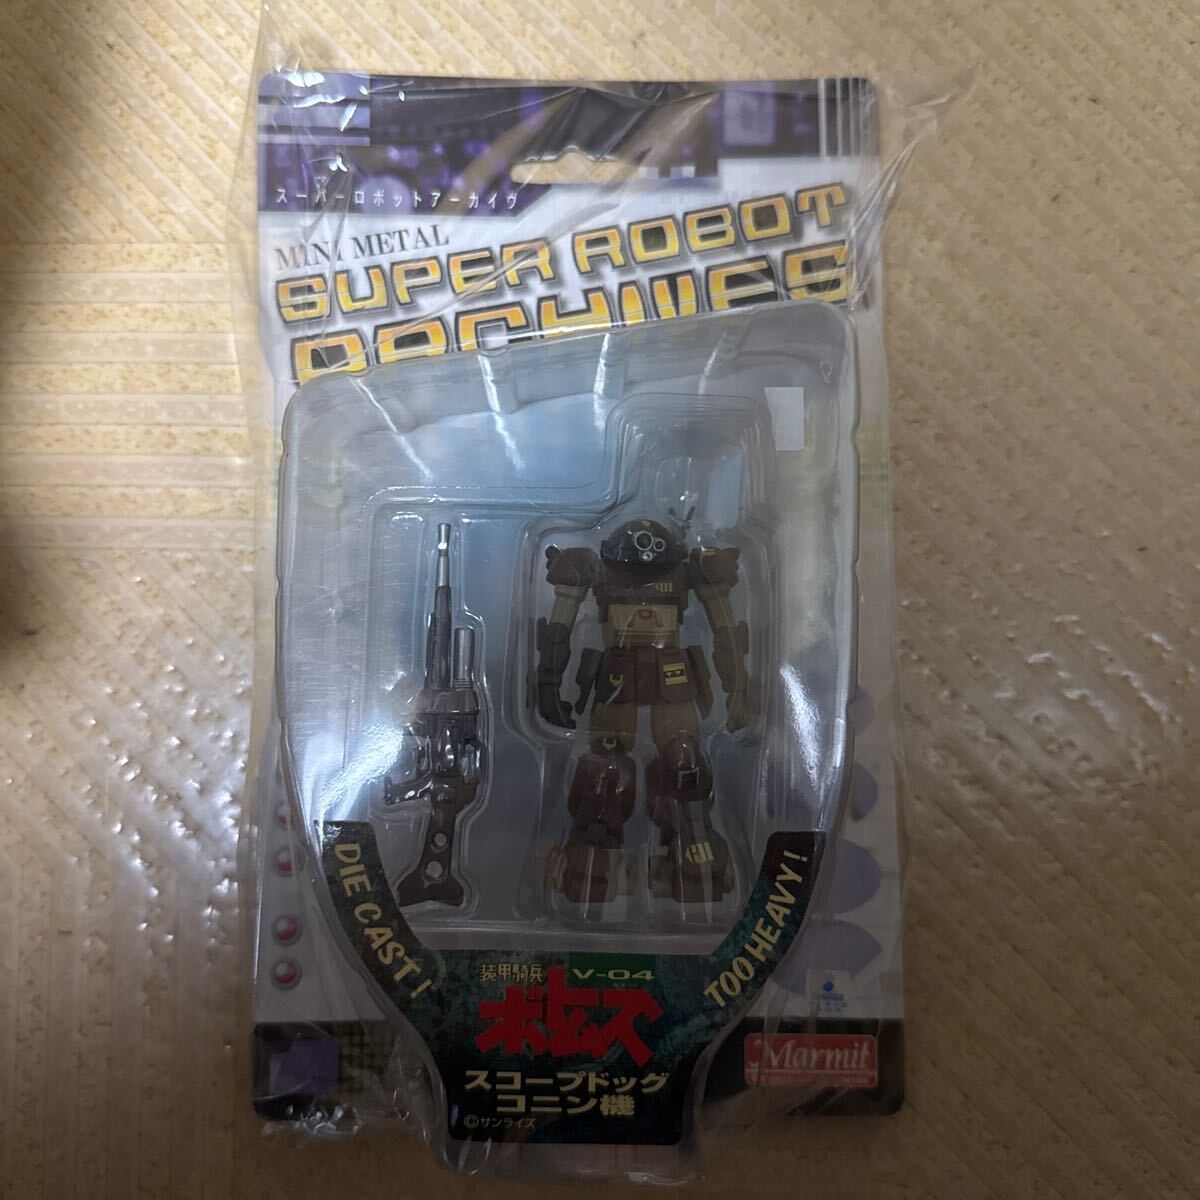 スーパーロボットアーカイヴ
MINI METAL
SUPER ROBOT
ARCHIVES
DIE CAST!
TOO HEAVY!
装甲騎兵 V-04
ボトムズ
スコープドッグ
コニン機
©サンライズ
Marmit